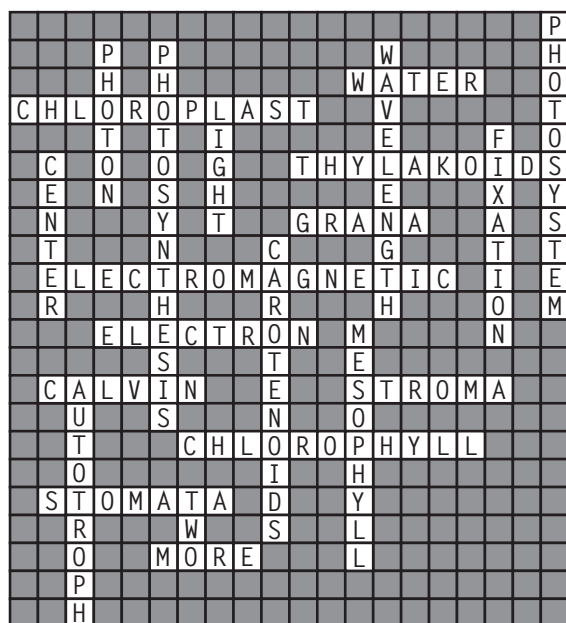 PHOTOSYSTEM
PHOTON
PHOTOSYNTHESIS
WAVELENGTH
WATER
CHLOROPLAST
LIGHT
FIXATION
CENTER
THYLAKOIDS
GRANA
CAROTENOIDS
ELECTROMAGNETIC
ELECTRON
MESOPHYLL
CALVIN
AUTOTROPH
STROMA
CHLOROPHYLL
STOMATA
TWO
MORE